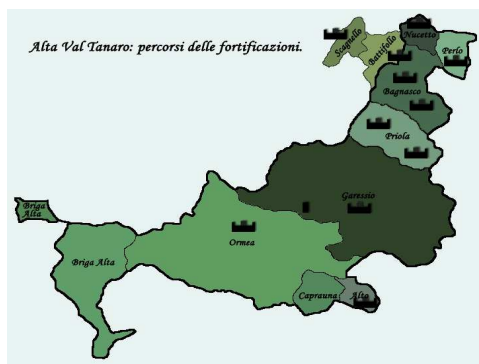 Alta Val Tanaro: percorsi delle fortificazioni.
Nucetto
Scagnello
Battifollo
Perlo
Bagnasco
Priola
Garessio
Briga
Alta
Ormea
Briga Alta
Caprauna
Alto